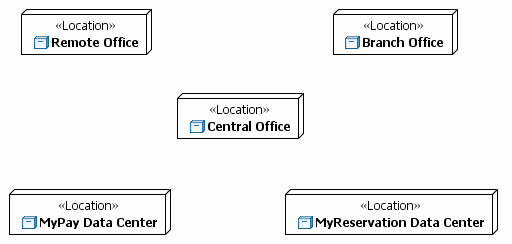 «Location»
Remote Office
«Location»
Branch Office
«Location»
Central Office
«Location»
MyPay Data Center
«Location»
MyReservation Data Center